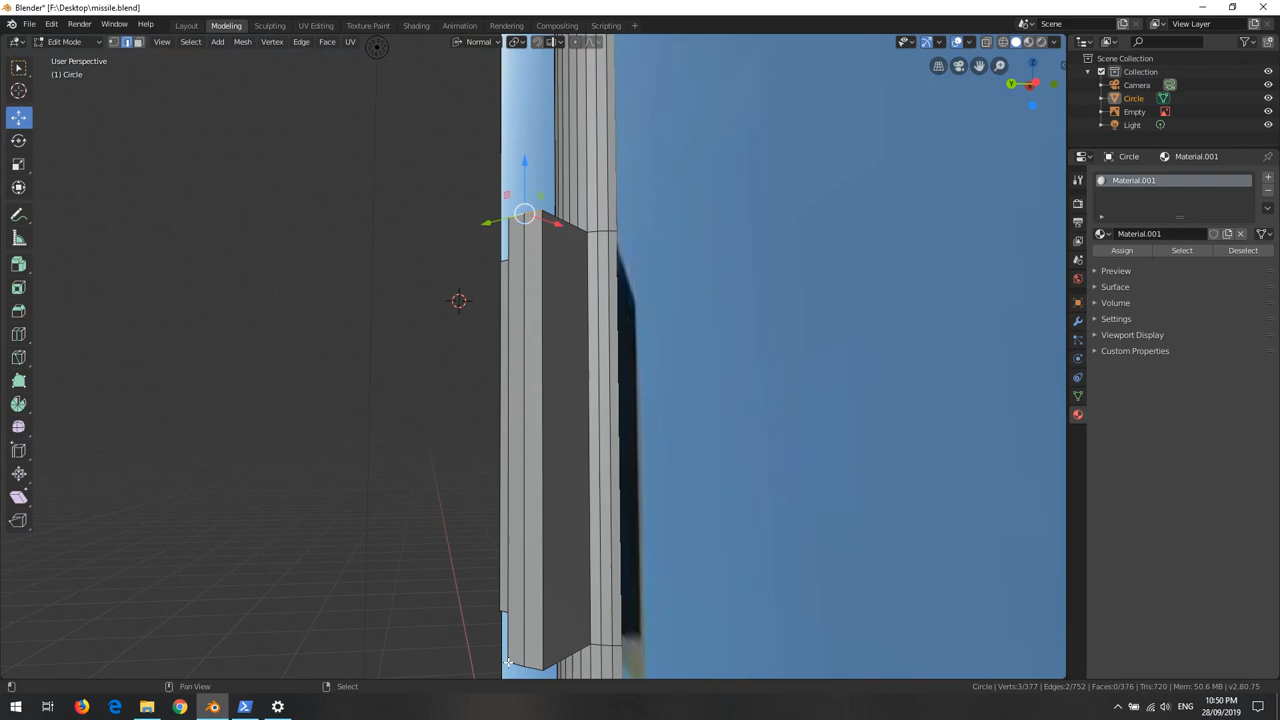 Blender* [F:\Desktop\missile.blend]
File Edit Render Window Help
Layout Modeling Sculpting UV Editing Texture Paint Shading Animation Rendering Compositing Scripting
Scene
View Layer
Edit Mode
View Select Add Mesh Vertex Edge Face UV
Normal
User Perspective
(1) Circle
Z
Y
Scene Collection
Collection
Camera
Circle
Empty
Light
Circle
Material.001
Material.001
Material.001
Assign
Select
Deselect
Preview
Surface
Volume
Settings
Viewport Display
Custom Properties
Pan View
Select
Circle | Verts:3/377 | Edges:2/752 | Faces:0/376 | Tris:720 | Mem: 50.6 MB | v2.80.75
ENG
10:50 PM
28/09/2019